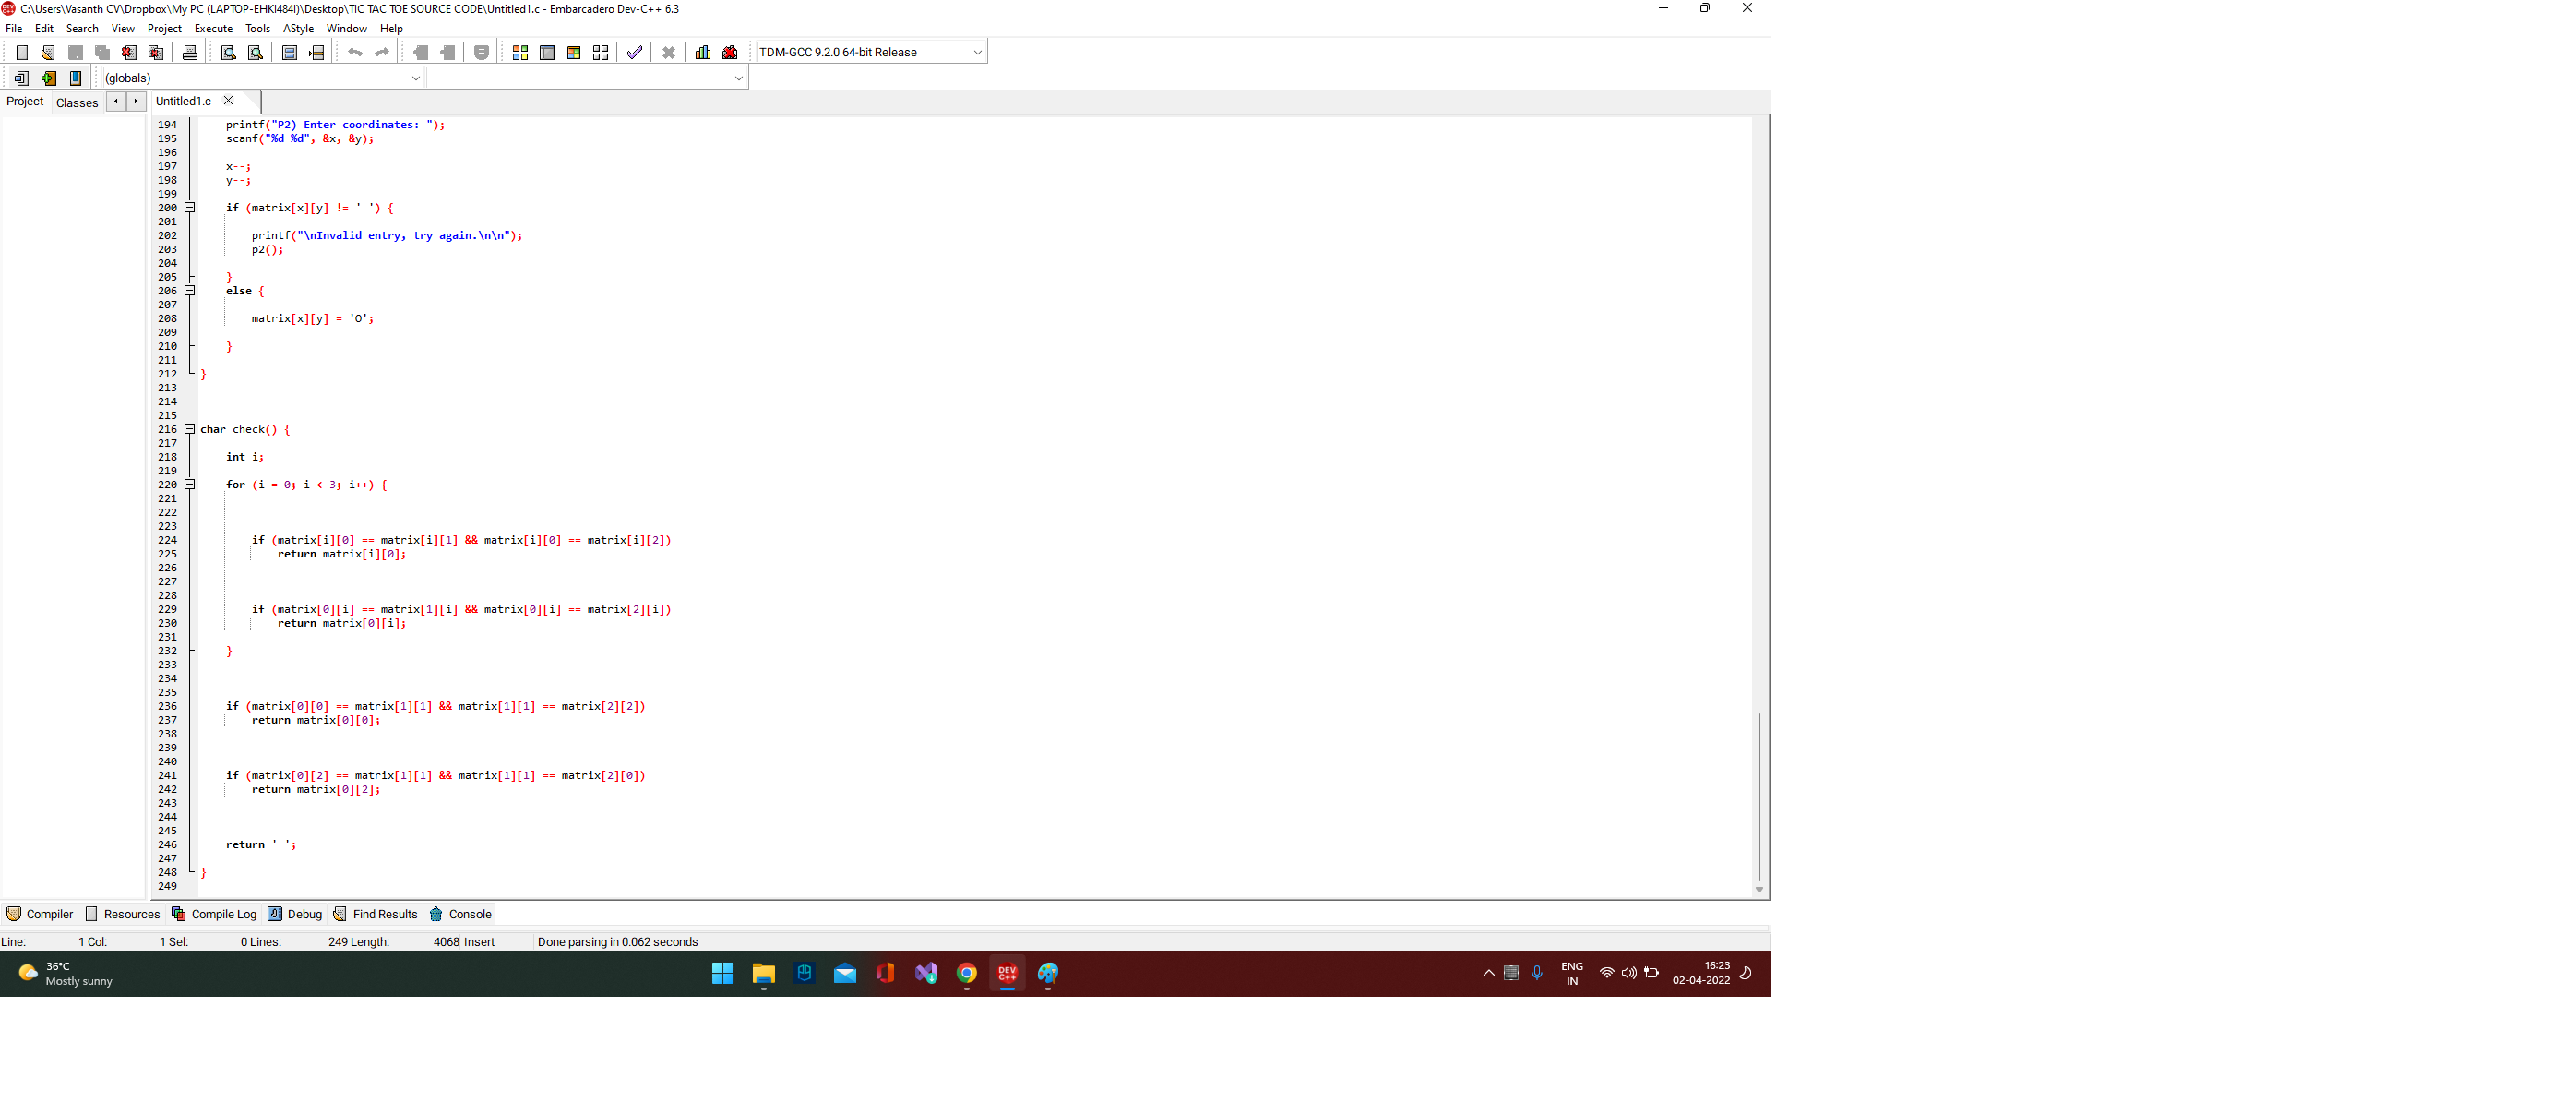 C:\Users\Vasanth CV\Dropbox\My PC (LAPTOP-EHKI484I)\Desktop\TIC TAC TOE SOURCE CODE\Untitled1.c - Embarcadero Dev-C++ 6.3
File Edit Search View Project Execute Tools AStyle Window Help
TDM-GCC 9.2.0 64-bit Release
(globals)
Project Classes Untitled1.c
194 printf("P2) Enter coordinates: ");
195 scanf("%d %d", &x, &y);
196
197 x--;
198 y--;
199
200 if (matrix[x][y] != ' ') {
201
202 printf("\nInvalid entry, try again.\n\n");
203 p2();
204
205 }
206 else {
207
208 matrix[x][y] = 'O';
209
210 }
211
212 }
213
214
215
216 char check() {
217
218 int i;
219
220 for (i = 0; i < 3; i++) {
221
222
223
224 if (matrix[i][0] == matrix[i][1] && matrix[i][0] == matrix[i][2])
225 return matrix[i][0];
226
227
228
229 if (matrix[0][i] == matrix[1][i] && matrix[0][i] == matrix[2][i])
230 return matrix[0][i];
231
232 }
233
234
235
236 if (matrix[0][0] == matrix[1][1] && matrix[1][1] == matrix[2][2])
237 return matrix[0][0];
238
239
240
241 if (matrix[0][2] == matrix[1][1] && matrix[1][1] == matrix[2][0])
242 return matrix[0][2];
243
244
245
246 return ' ';
247
248 }
249
Compiler Resources Compile Log Debug Find Results Console
Line: 1 Col: 1 Sel: 0 Lines: 249 Length: 4068 Insert Done parsing in 0.062 seconds
36°C
Mostly sunny
DEV
C++
ENG
IN
16:23
02-04-2022